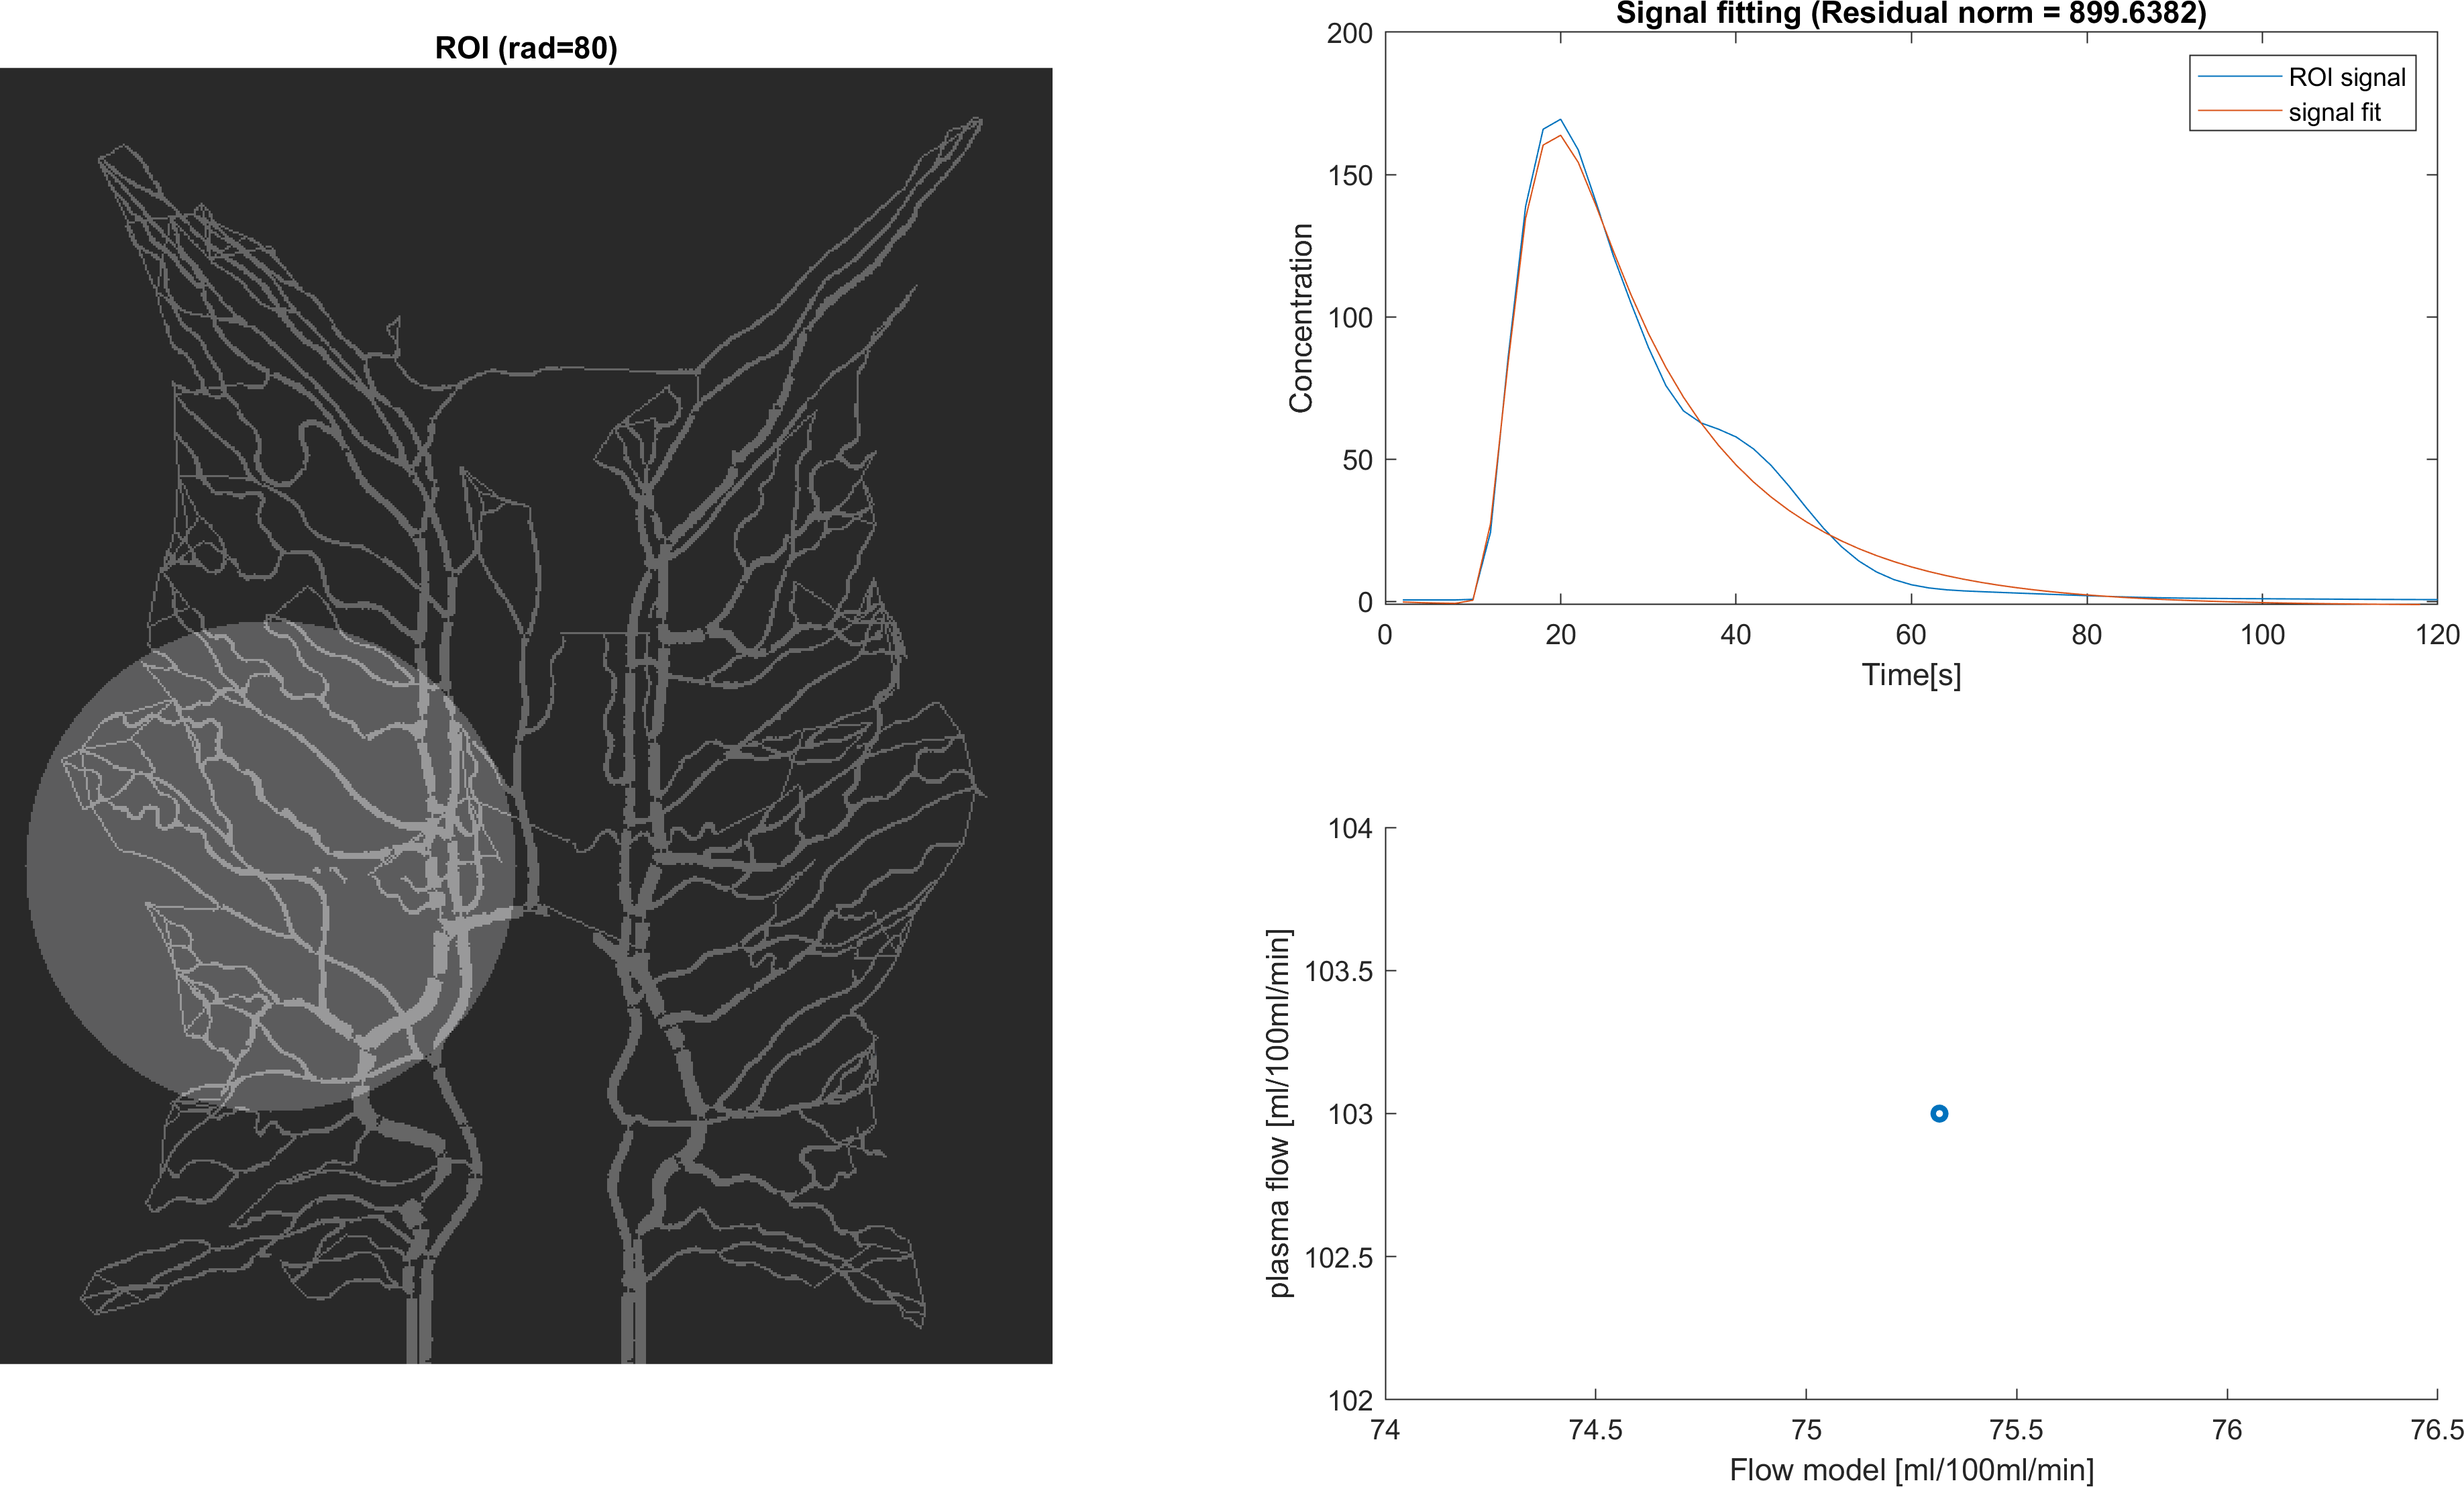 ROI (rad=80)
Signal fitting (Residual norm = 899.6382)
200
150
100
50
0
Concentration
ROI signal
signal fit
0 20 40 60 80 100 120
Time[s]
104
103.5
103
102.5
102
plasma flow [ml/100ml/min]
74 74.5 75 75.5 76 76.5
Flow model [ml/100ml/min]